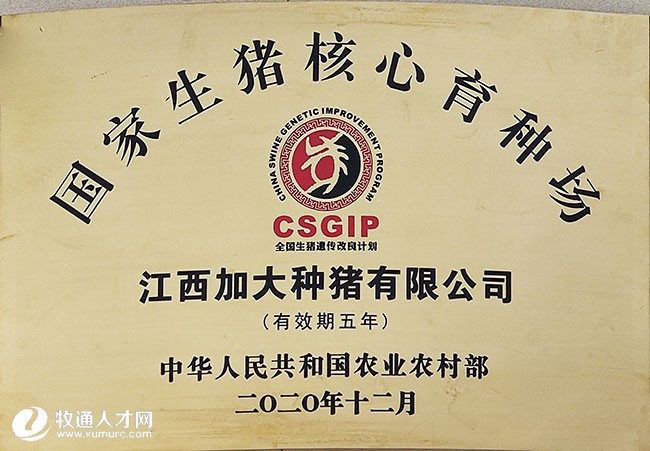 国家生猪核心育种场
CHINA SWINE GENETIC IMPROVEMENT PROGRAM
CSGIP
全国生猪遗传改良计划
江西加大种猪有限公司
(有效期五年)
中华人民共和国农业农村部
二〇二〇年十二月
牧通人才网
www.xumurc.com